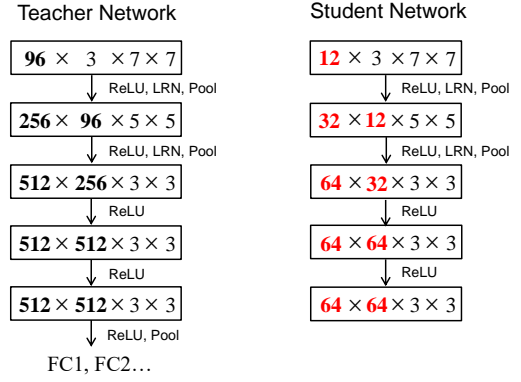 Teacher Network
96 × 3 × 7 × 7
ReLU, LRN, Pool
256 × 96 × 5 × 5
ReLU, LRN, Pool
512 × 256 × 3 × 3
ReLU
512 × 512 × 3 × 3
ReLU
512 × 512 × 3 × 3
ReLU, Pool
FC1, FC2…
Student Network
12 × 3 × 7 × 7
ReLU, LRN, Pool
32 × 12 × 5 × 5
ReLU, LRN, Pool
64 × 32 × 3 × 3
ReLU
64 × 64 × 3 × 3
ReLU
64 × 64 × 3 × 3